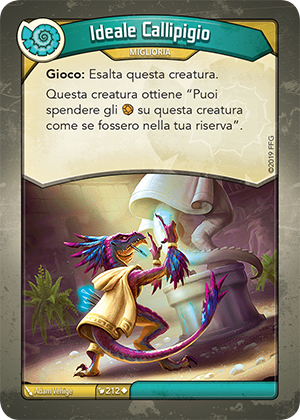 Ideale Callipigio
MIGLIORIA
Gioco: Esalta questa creatura.
Questa creatura ottiene “Puoi
spendere gli su questa creatura
come se fossero nella tua riserva”.
©2019 FFG
Adam Vehige
212